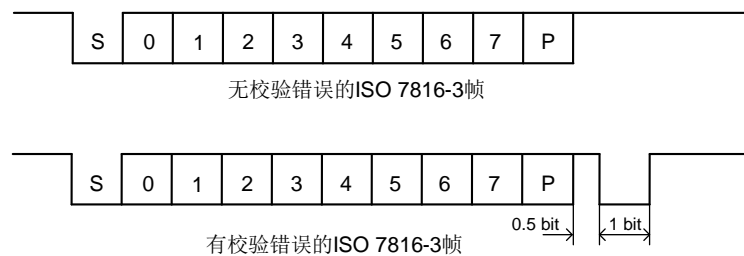 S 0 1 2 3 4 5 6 7 P
无校验错误的ISO 7816-3帧
S 0 1 2 3 4 5 6 7 P
0.5 bit 1 bit
有校验错误的ISO 7816-3帧